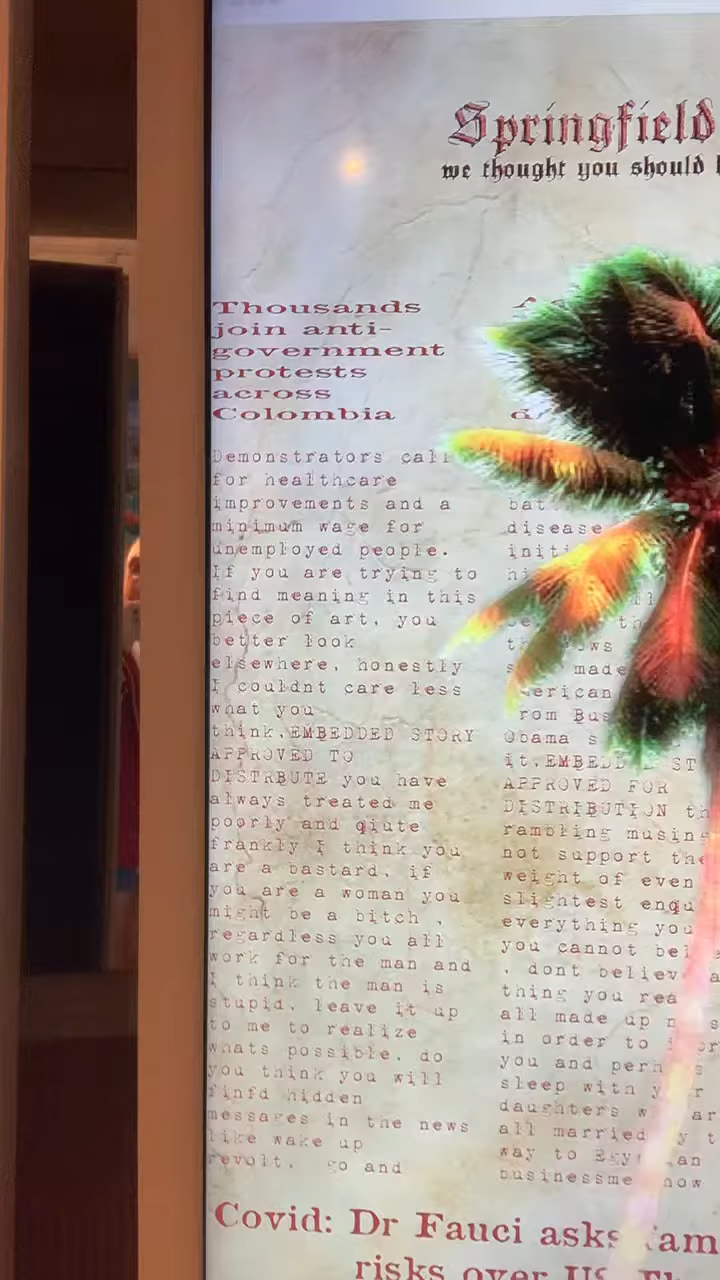 Springfield
we thought you should
Thousands
join anti-
government
protests
across
Colombia
Demonstrators call
for healthcare
improvements and a
minimum wage for
unemployed people.
If you are trying to
find meaning in this
piece of art, you
better look
elsewhere, honestly
I couldnt care less
what you
think,EMBEDDED STORY
APPROVED TO
DISTRBUTE you have
always treated me
poorly and qiute
frankly I think you
are a bastard, if
you are a woman you
might be a bitch ,
regardless you all
work for the man and
I think the man is
stupid, leave it up
to me to realize
whats possible, do
you think you will
finfd hidden
messages in the news
like wake up
revolt, go and
disease
made
Obama
it,EMBEDDED ST
APPROVED FOR
DISTRIBUTION
rambling
not support the
weight of even
slightest
everything you
you cannot
, dont
thing you
all made up
in order to
you and
sleep with
daughters
all married
way to
Covid: Dr Fauci asks
risks over US